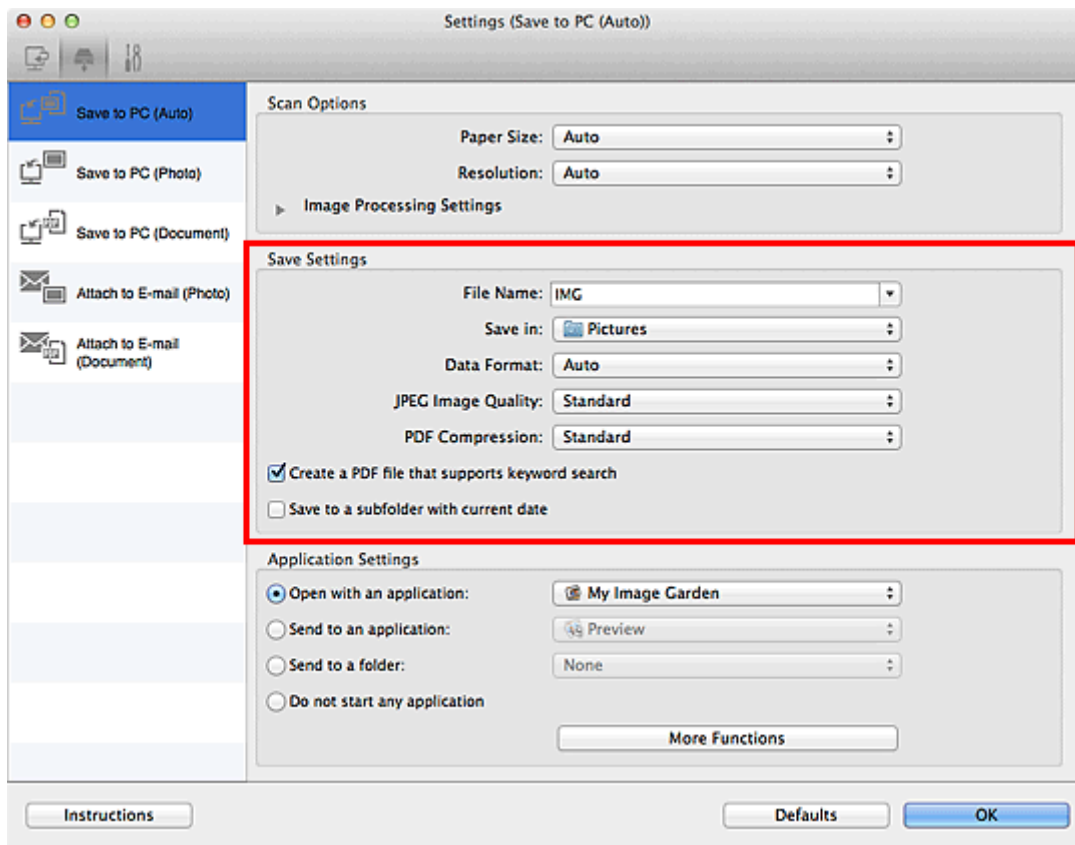 Settings (Save to PC (Auto))
Save to PC (Auto)
Save to PC (Photo)
Save to PC (Document)
Attach to E-mail (Photo)
Attach to E-mail
(Document)
Scan Options
Paper Size: Auto
Resolution: Auto
Image Processing Settings
Save Settings
File Name: IMG
Save in: Pictures
Data Format: Auto
JPEG Image Quality: Standard
PDF Compression: Standard
Create a PDF file that supports keyword search
Save to a subfolder with current date
Application Settings
Open with an application: My Image Garden
Send to an application: Preview
Send to a folder: None
Do not start any application
More Functions
Instructions Defaults OK